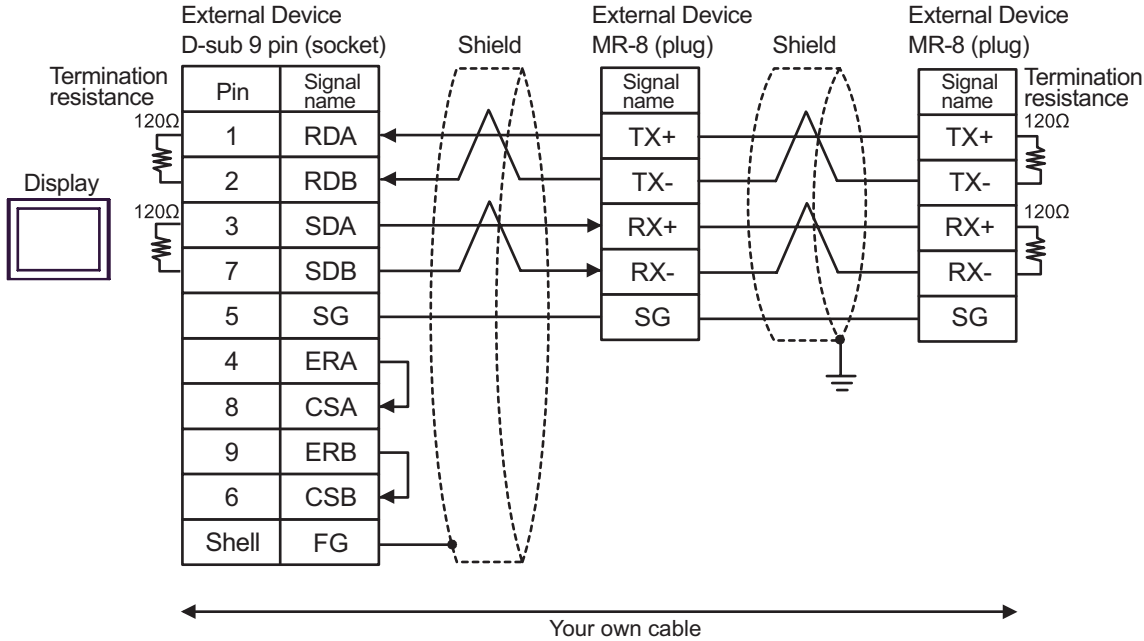 External Device
D-sub 9 pin (socket)
Shield
External Device
MR-8 (plug)
Shield
External Device
MR-8 (plug)
Termination
resistance
120Ω
120Ω
Display
Pin
Signal
name
1
RDA
2
RDB
3
SDA
7
SDB
5
SG
4
ERA
8
CSA
9
ERB
6
CSB
Shell
FG
Signal
name
TX+
TX-
RX+
RX-
SG
Signal
name
TX+
TX-
RX+
RX-
SG
Termination
resistance
120Ω
120Ω
Your own cable